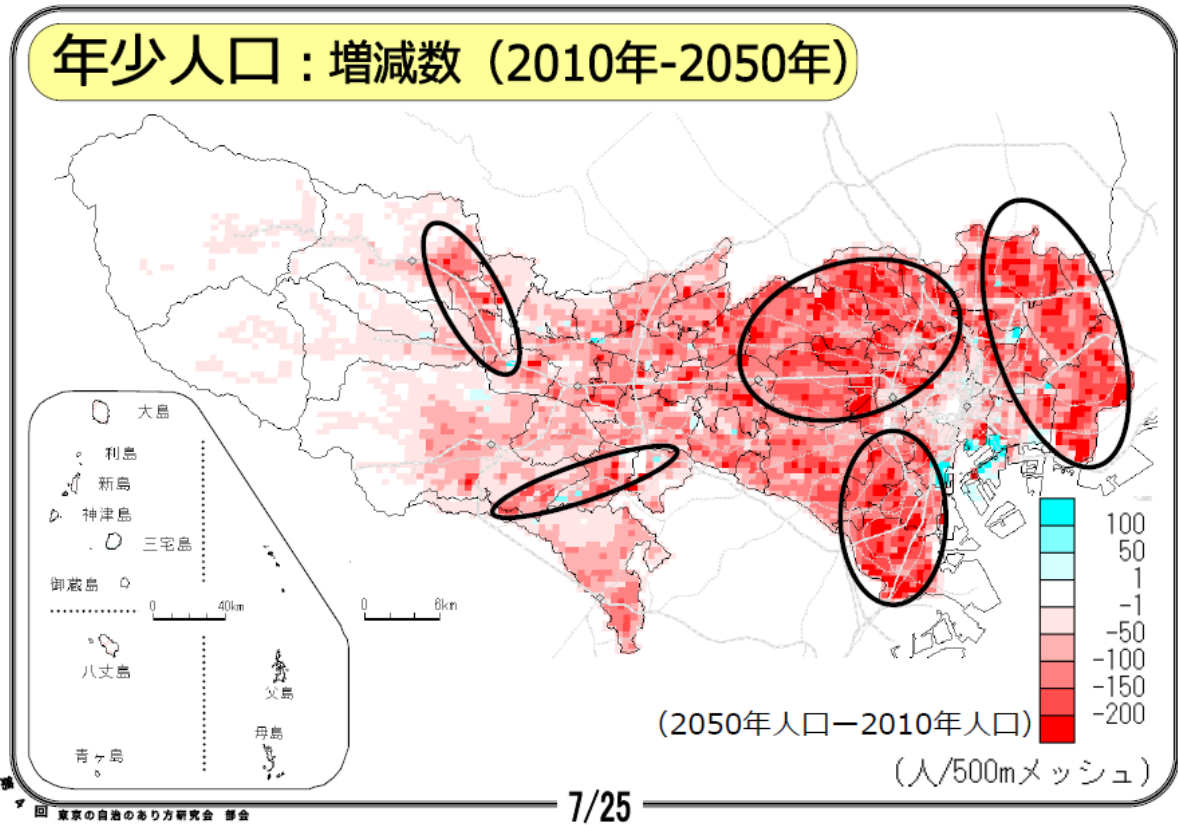 年少人口：増減数（2010年-2050年）
大島
利島
新島
神津島
三宅島
御蔵島
0 40km
八丈島
父島
母島
青ヶ島
0 6km
100
50
1
-1
-50
-100
-150
-200
（2050年人口ー2010年人口）
（人/500mメッシュ）
第4回 東京の自治のあり方研究会 部会
7/25